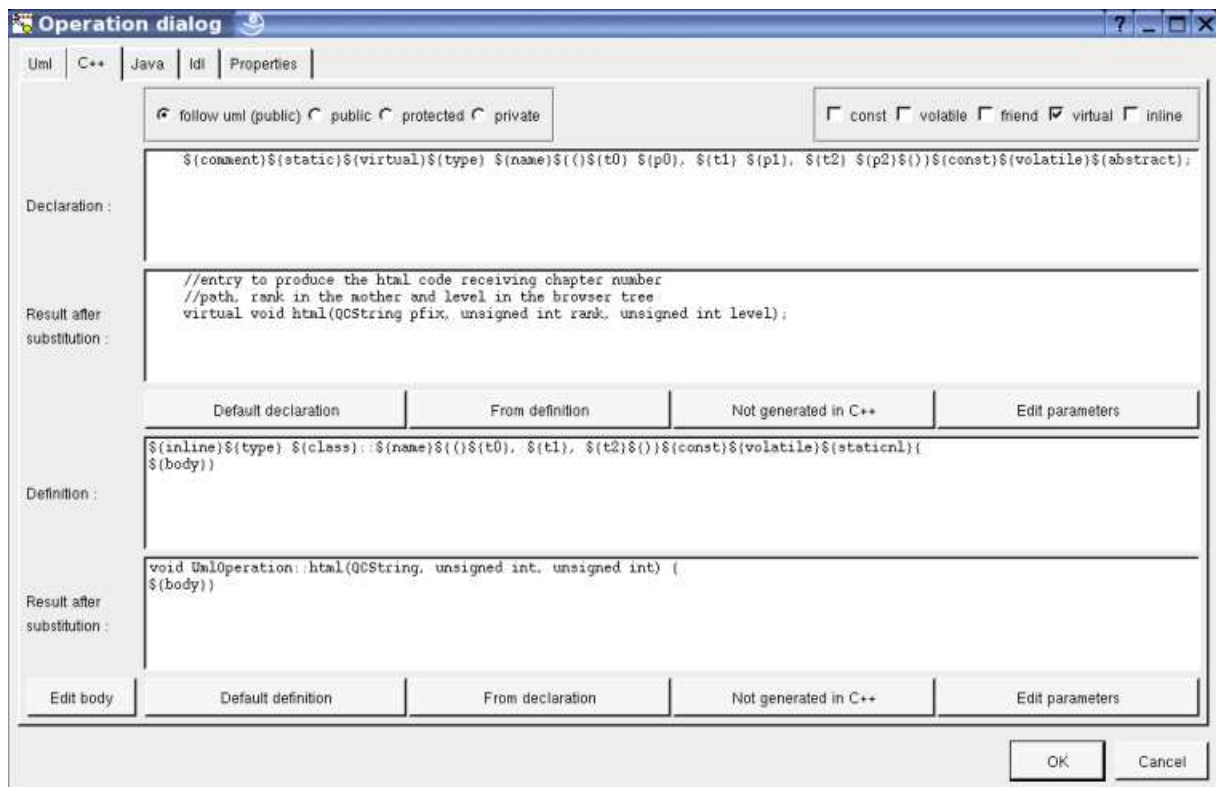 Operation dialog
Uml C++ Java Idl Properties
follow uml (public) public protected private const volatile friend virtual inline
Declaration :
${comment}${static}${virtual}${type} ${name}${(}${t0} ${p0}, ${t1} ${p1}, ${t2} ${p2}${)}${const}${volatile}${abstract};
Result after
substitution :
//entry to produce the html code receiving chapter number
//path, rank in the mother and level in the browser tree
virtual void html(QCString pfix, unsigned int rank, unsigned int level);
Default declaration From definition Not generated in C++ Edit parameters
Definition :
${inline}${type} ${class}::${name}${(}${t0}, ${t1}, ${t2}${)}${const}${volatile}${staticnl}{
${body}}
Result after
substitution :
void UmlOperation::html(QCString, unsigned int, unsigned int) {
${body}}
Edit body Default definition From declaration Not generated in C++ Edit parameters
OK Cancel